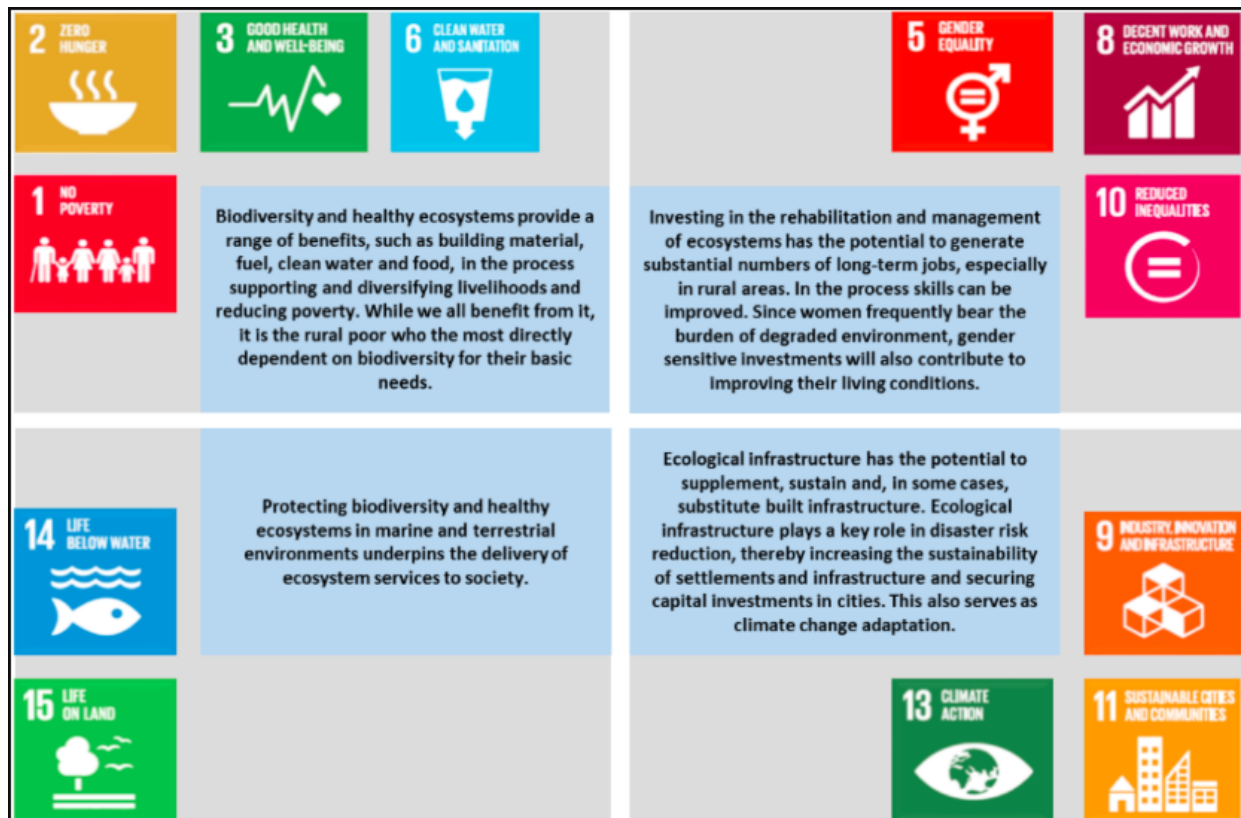 2 ZERO
HUNGER
3 GOOD HEALTH
AND WELL-BEING
6 CLEAN WATER
AND SANITATION
1 NO
POVERTY
Biodiversity and healthy ecosystems provide a
range of benefits, such as building material,
fuel, clean water and food, in the process
supporting and diversifying livelihoods and
reducing poverty. While we all benefit from it,
it is the rural poor who the most directly
dependent on biodiversity for their basic
needs.
5 GENDER
EQUALITY
8 DECENT WORK AND
ECONOMIC GROWTH
10 REDUCED
INEQUALITIES
Investing in the rehabilitation and management
of ecosystems has the potential to generate
substantial numbers of long-term jobs, especially
in rural areas. In the process skills can be
improved. Since women frequently bear the
burden of degraded environment, gender
sensitive investments will also contribute to
improving their living conditions.
14 LIFE
BELOW WATER
15 LIFE
ON LAND
Protecting biodiversity and healthy
ecosystems in marine and terrestrial
environments underpins the delivery of
ecosystem services to society.
Ecological infrastructure has the potential to
supplement, sustain and, in some cases,
substitute built infrastructure. Ecological
infrastructure plays a key role in disaster risk
reduction, thereby increasing the sustainability
of settlements and infrastructure and securing
capital investments in cities. This also serves as
climate change adaptation.
9 INDUSTRY, INNOVATION
AND INFRASTRUCTURE
13 CLIMATE
ACTION
11 SUSTAINABLE CITIES
AND COMMUNITIES